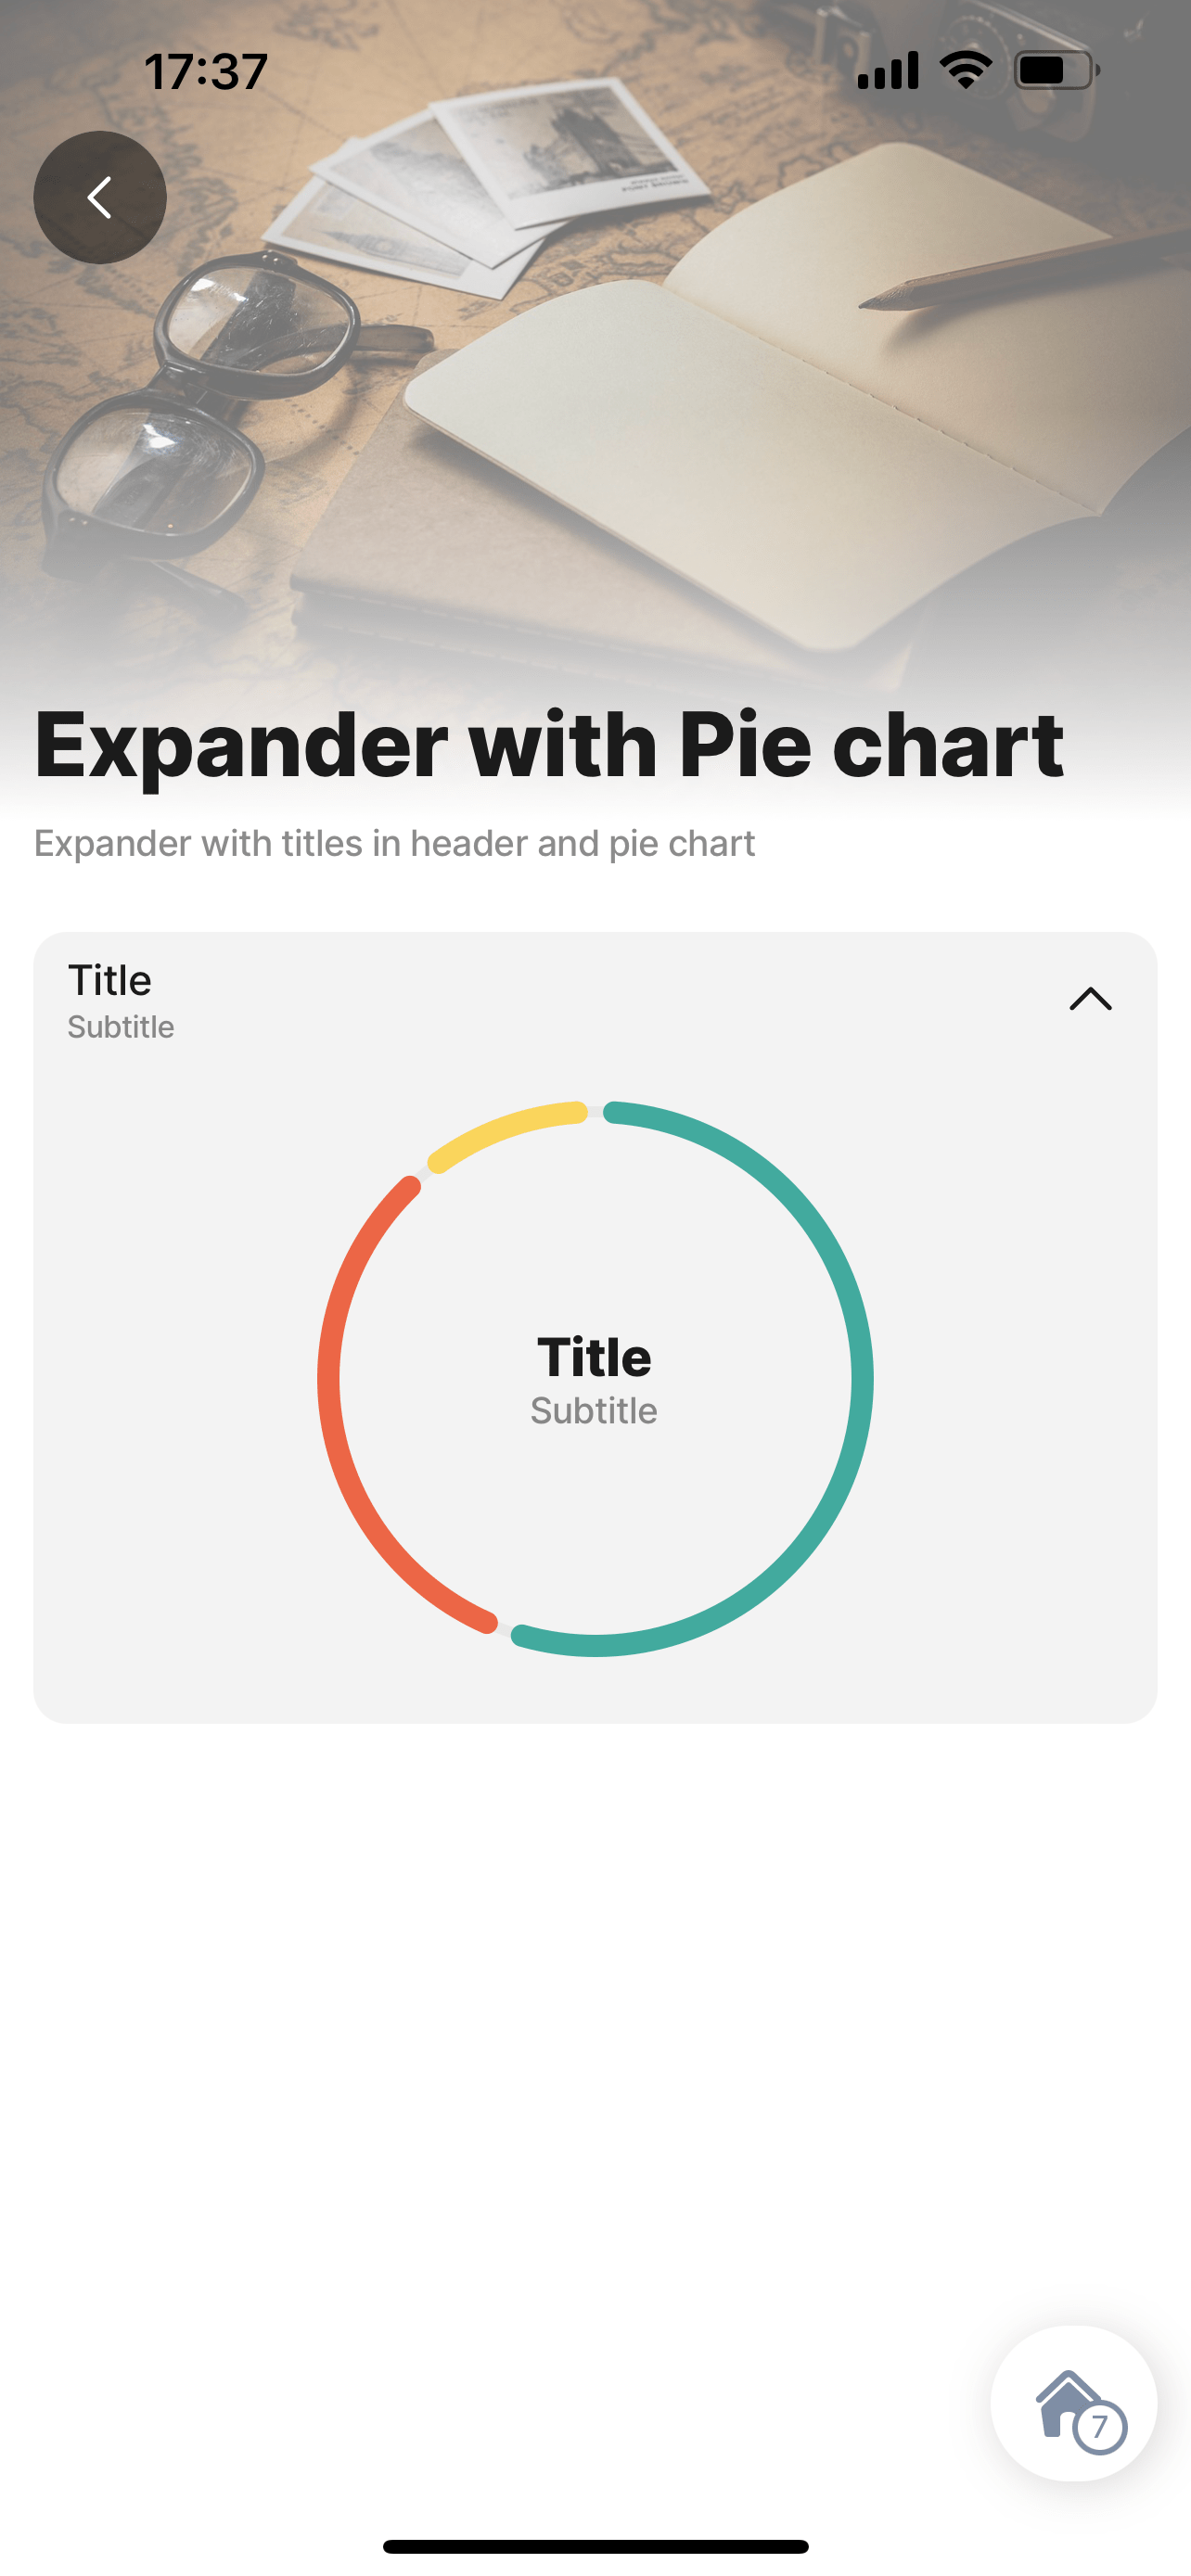 17:37
Expander with Pie chart
Expander with titles in header and pie chart
Title
Subtitle
Title
Subtitle
7